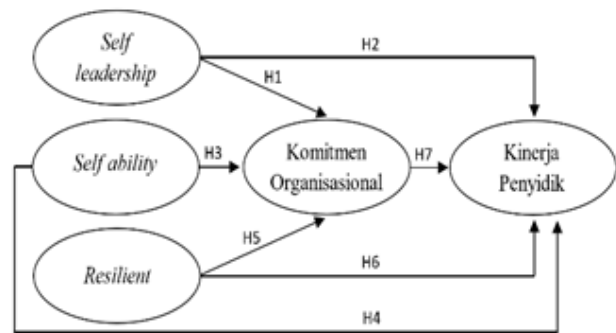 Self
leadership
H2
H1
Self ability
H3
Komitmen
Organisasional
H7
Kinerja
Penyidik
H5
Resilient
H6
H4